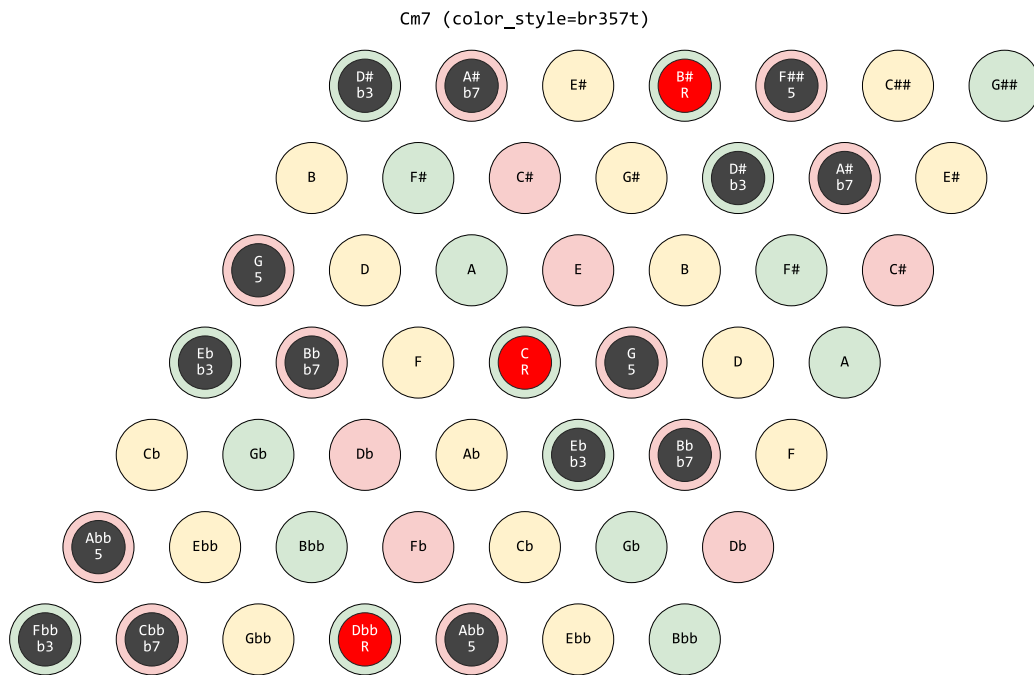 Cm7 (color_style=br357t)
D# A# E# B# F## C## G##
b3 b7 R 5
B F# C# G# D# A# E#
b3 b7
G D A E B F# C#
5
Eb Bb F C G D A
b3 b7 R 5
Cb Gb Db Ab Eb Bb F
b3 b7
Abb Ebb Bbb Fb Cb Gb Db
5
Fbb Cbb Gbb Dbb Abb Ebb Bbb
b3 b7 R 5